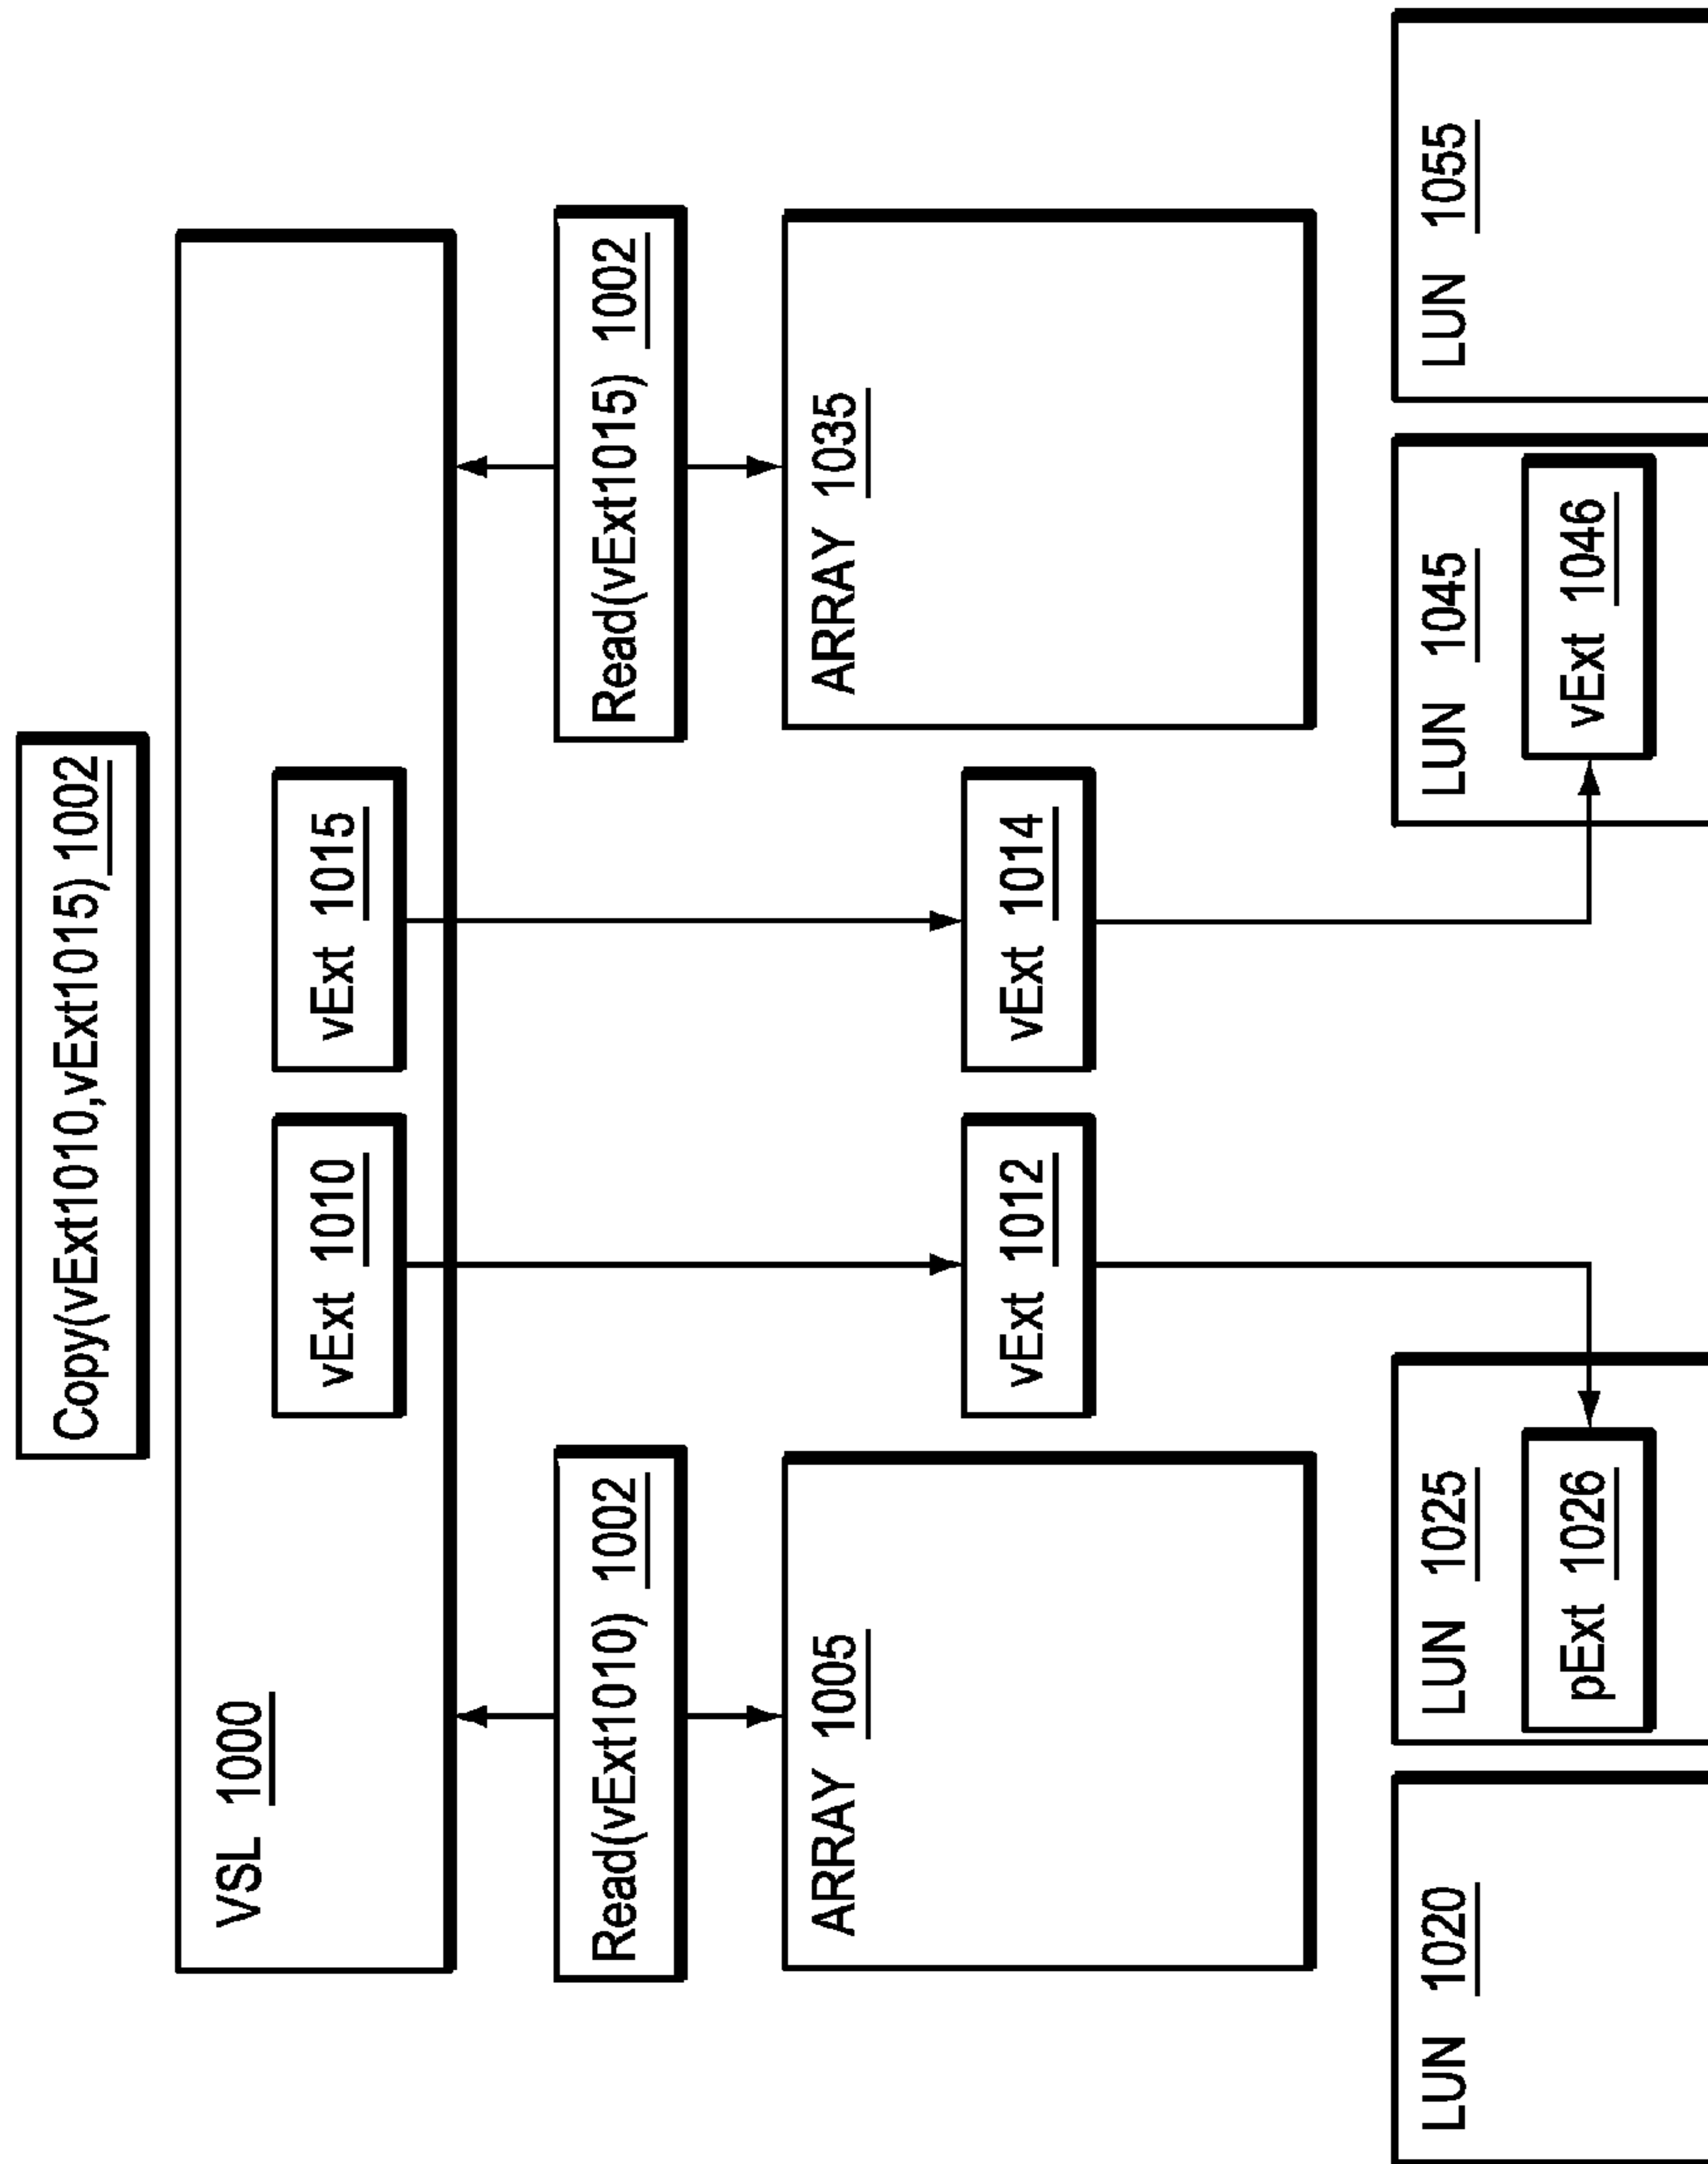 Copy(vExt1010,vExt1015) 1002
VSL 1000
vExt 1010
vExt 1015
Read(vExt1010) 1002
Read(vExt1015) 1002
ARRAY 1005
ARRAY 1035
vExt 1012
vExt 1014
LUN 1020
LUN 1025
LUN 1045
LUN 1055
pExt 1026
vExt 1046